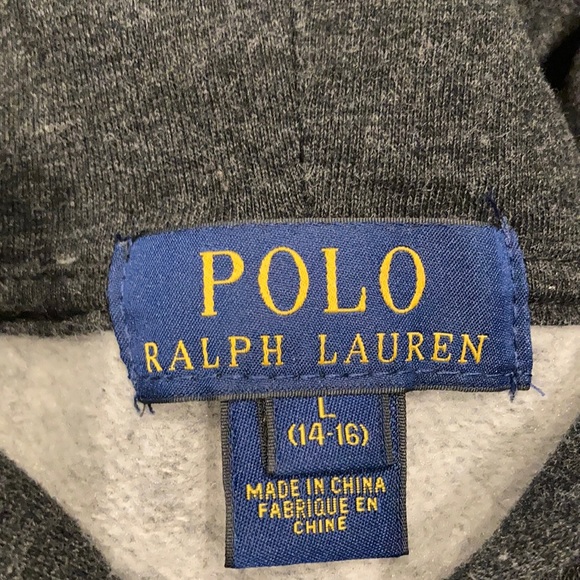 POLO
RALPH LAUREN
L
(14-16)
MADE IN CHINA
FABRIQUE EN
CHINE